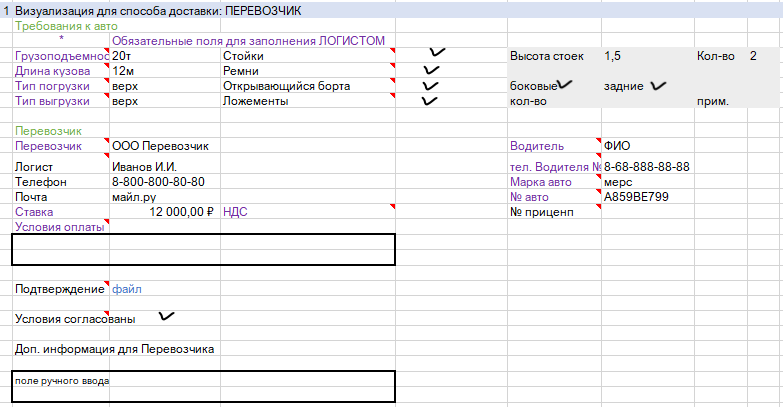 1 Визуализация для способа доставки: ПЕРЕВОЗЧИК
Требования к авто
* Обязательные поля для заполнения ЛОГИСТОМ
Грузоподъемнос 20т Стойки Высота стоек 1,5 Кол-во 2
Длина кузова 12м Ремни
Тип погрузки верх Открывающийся борта боковые задние
Тип выгрузки верх Ложементы кол-во прим.
Перевозчик
Перевозчик ООО Перевозчик Водитель ФИО
Логист Иванов И.И. тел. Водителя № 8-68-888-88-88
Телефон 8-800-800-80-80 Марка авто мерс
Почта майл.ру № авто А859ВЕ799
Ставка 12 000,00 ₽ НДС № приценп
Условия оплаты
Подтверждение файл
Условия согласованы
Доп. информация для Перевозчика
поле ручного ввода